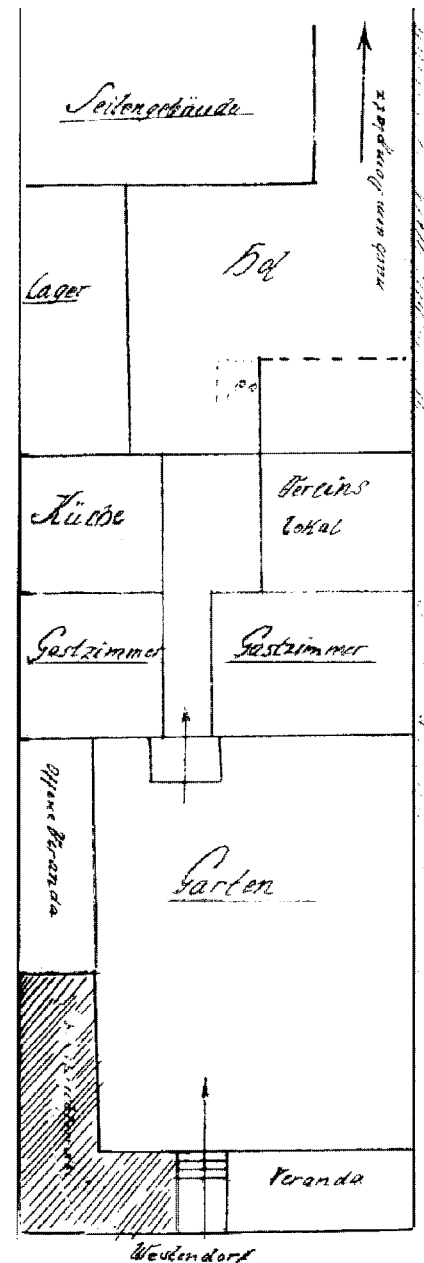 Seitengebäude
nach dem Domplatz
Hof
Lager
Küche
Vereins
lokal
Gastzimmer
Gastzimmer
Offene Veranda
Garten
Veranda
Westendorf